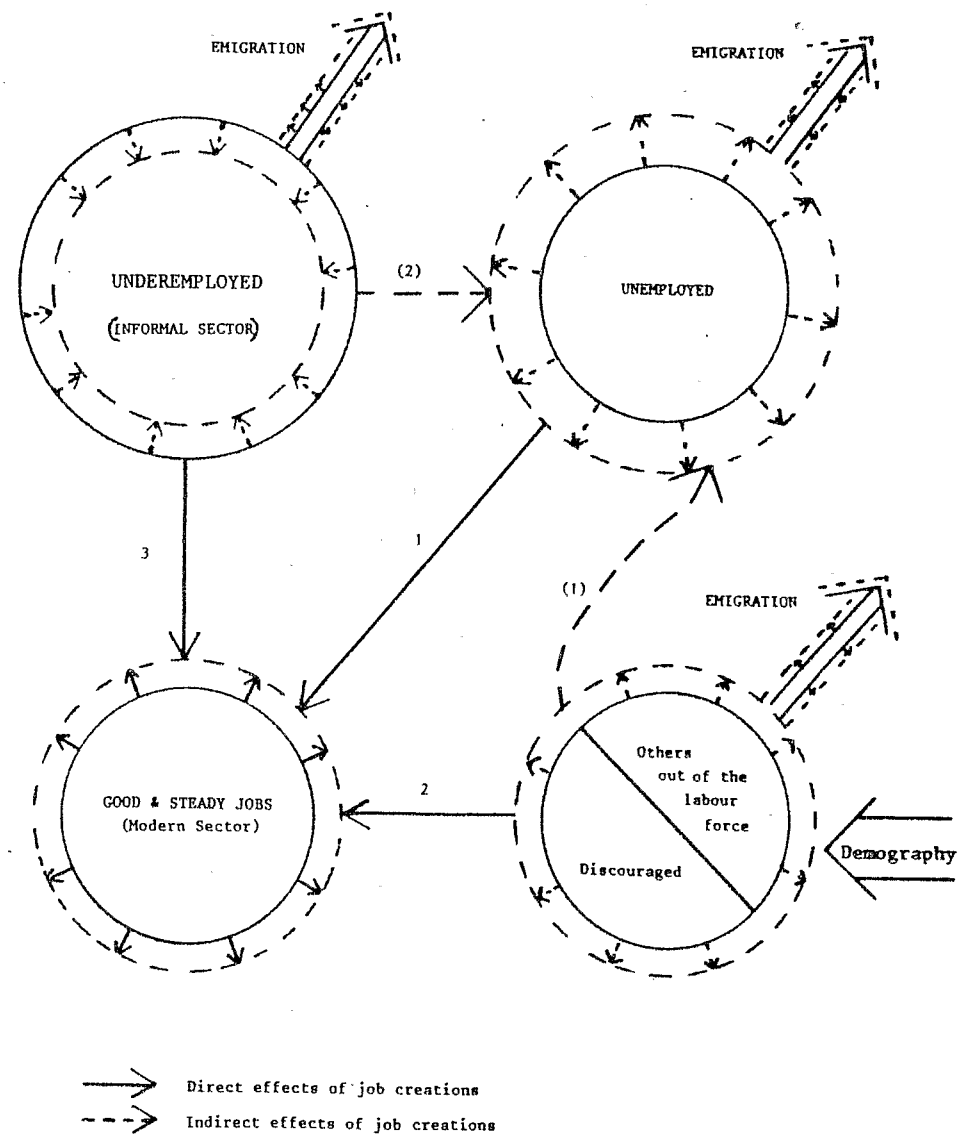 EMIGRATION
EMIGRATION
UNDEREMPLOYED
(INFORMAL SECTOR)
(2)
UNEMPLOYED
3
1
(1)
EMIGRATION
GOOD & STEADY JOBS
(Modern Sector)
2
Others
out of the
labour
force
Discouraged
Demography
Direct effects of job creations
Indirect effects of job creations